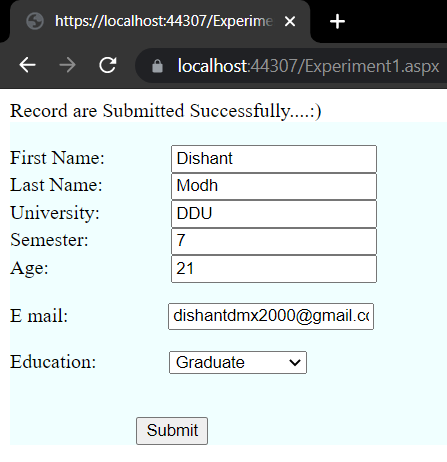 https://localhost:44307/Experime
localhost:44307/Experiment1.aspx
Record are Submitted Successfully....:)
First Name: Dishant
Last Name: Modh
University: DDU
Semester: 7
Age: 21
E mail: dishantdmx2000@gmail.co
Education: Graduate
Submit